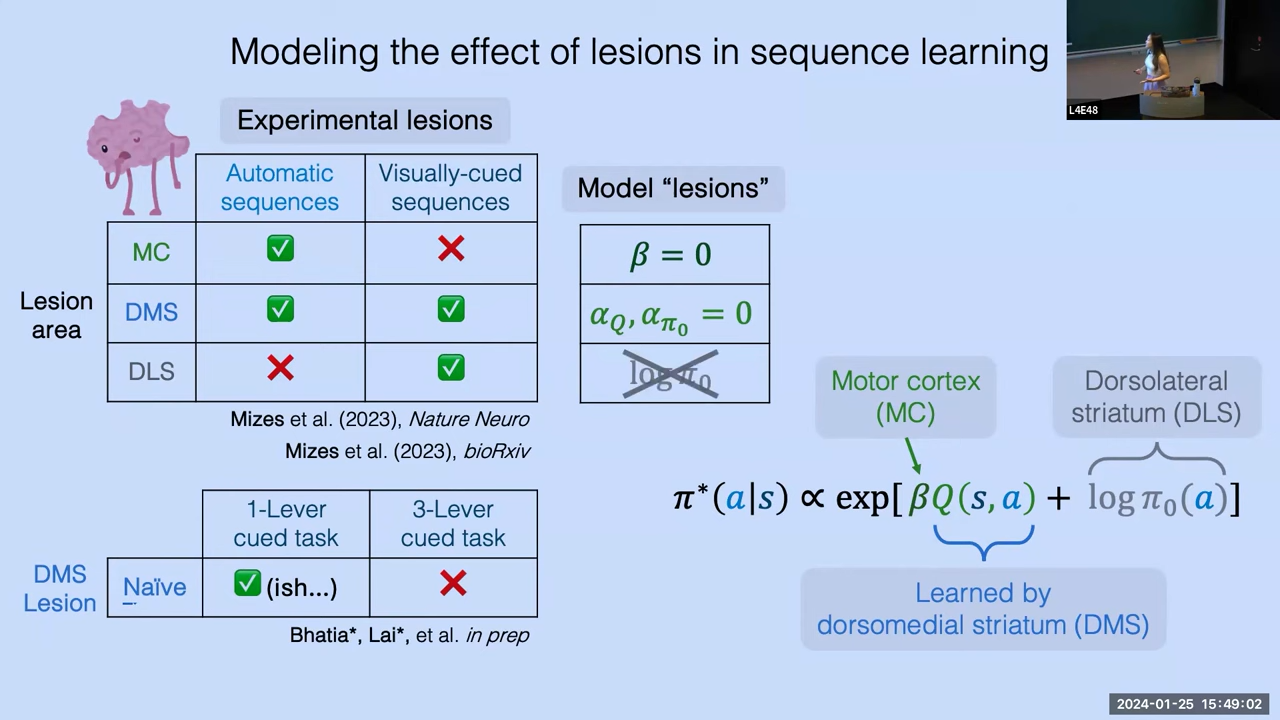 Modeling the effect of lesions in sequence learning
L4E48
Experimental lesions
Automatic sequences
Visually-cued sequences
Model “lesions”
Lesion area
MC
✅
❌
β = 0
DMS
✅
✅
α_Q, α_{π_0} = 0
DLS
❌
✅
log π_0
Mizes et al. (2023), Nature Neuro
Mizes et al. (2023), bioRxiv
Motor cortex
(MC)
Dorsolateral
striatum (DLS)
π*(a|s) ∝ exp[ βQ(s, a) + log π_0(a)]
Learned by
dorsomedial striatum (DMS)
1-Lever
cued task
3-Lever
cued task
DMS
Lesion
Naïve
✅ (ish...)
❌
Bhatia*, Lai*, et al. in prep
2024-01-25 15:49:02